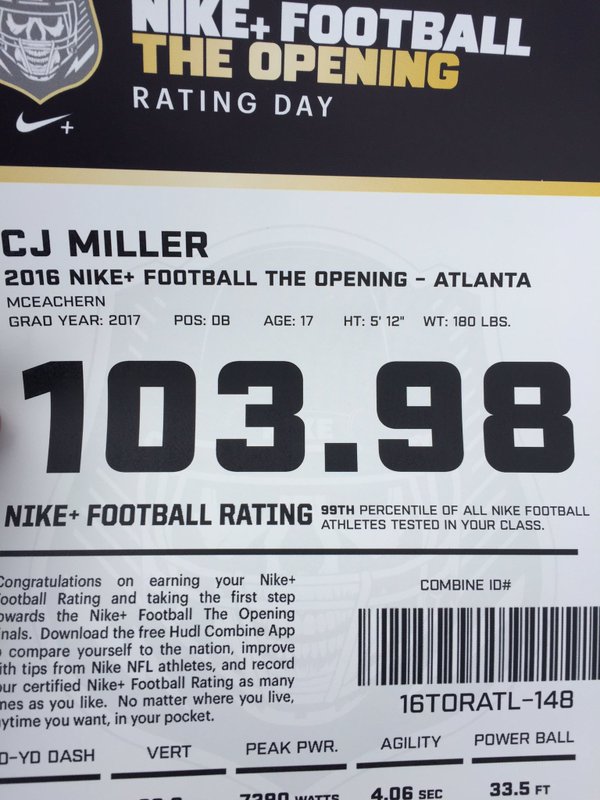 NIKE+ FOOTBALL
THE OPENING
RATING DAY
CJ MILLER
2016 NIKE+ FOOTBALL THE OPENING – ATLANTA
MCEACHERN
GRAD YEAR: 2017 POS: DB AGE: 17 HT: 5' 12" WT: 180 LBS.
103.98
NIKE+ FOOTBALL RATING 99TH PERCENTILE OF ALL NIKE FOOTBALL
ATHLETES TESTED IN YOUR CLASS.
Congratulations on earning your Nike+
Football Rating and taking the first step
towards the Nike+ Football The Opening
Finals. Download the free Hudl Combine App
to compare yourself to the nation, improve
with tips from Nike NFL athletes, and record
your certified Nike+ Football Rating as many
times as you like. No matter where you live,
anytime you want, in your pocket.
COMBINE ID#
16TORATL-148
0-YD DASH VERT PEAK PWR. AGILITY POWER BALL
WATTS 4.06 SEC 33.5 FT